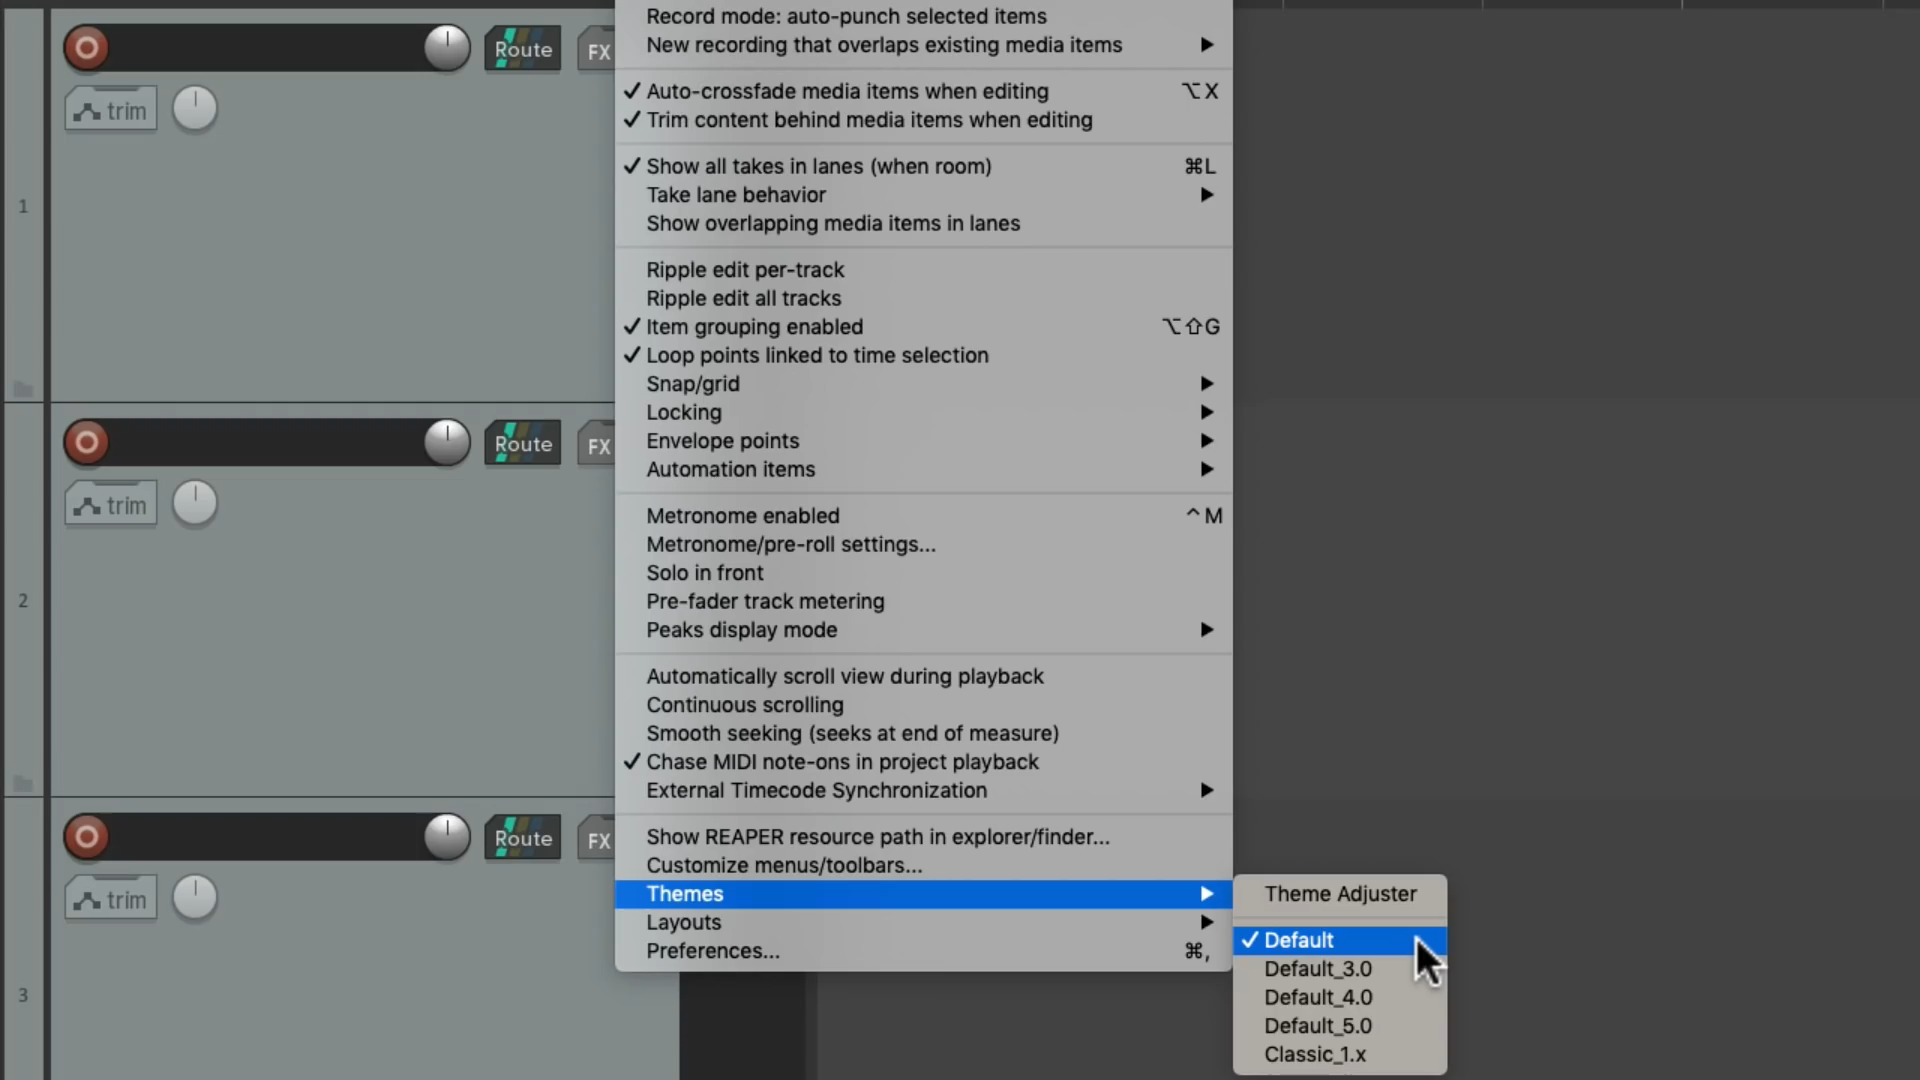 Route
FX
trim
1
Route
FX
trim
2
Route
FX
trim
3
Record mode: auto-punch selected items
New recording that overlaps existing media items
✓ Auto-crossfade media items when editing ⌥X
✓ Trim content behind media items when editing
✓ Show all takes in lanes (when room) ⌘L
Take lane behavior
Show overlapping media items in lanes
Ripple edit per-track
Ripple edit all tracks
✓ Item grouping enabled ⌥⇧G
✓ Loop points linked to time selection
Snap/grid
Locking
Envelope points
Automation items
Metronome enabled ^M
Metronome/pre-roll settings...
Solo in front
Pre-fader track metering
Peaks display mode
Automatically scroll view during playback
Continuous scrolling
Smooth seeking (seeks at end of measure)
✓ Chase MIDI note-ons in project playback
External Timecode Synchronization
Show REAPER resource path in explorer/finder...
Customize menus/toolbars...
Themes
Layouts
Preferences... ⌘,
Theme Adjuster
✓ Default
Default_3.0
Default_4.0
Default_5.0
Classic_1.x